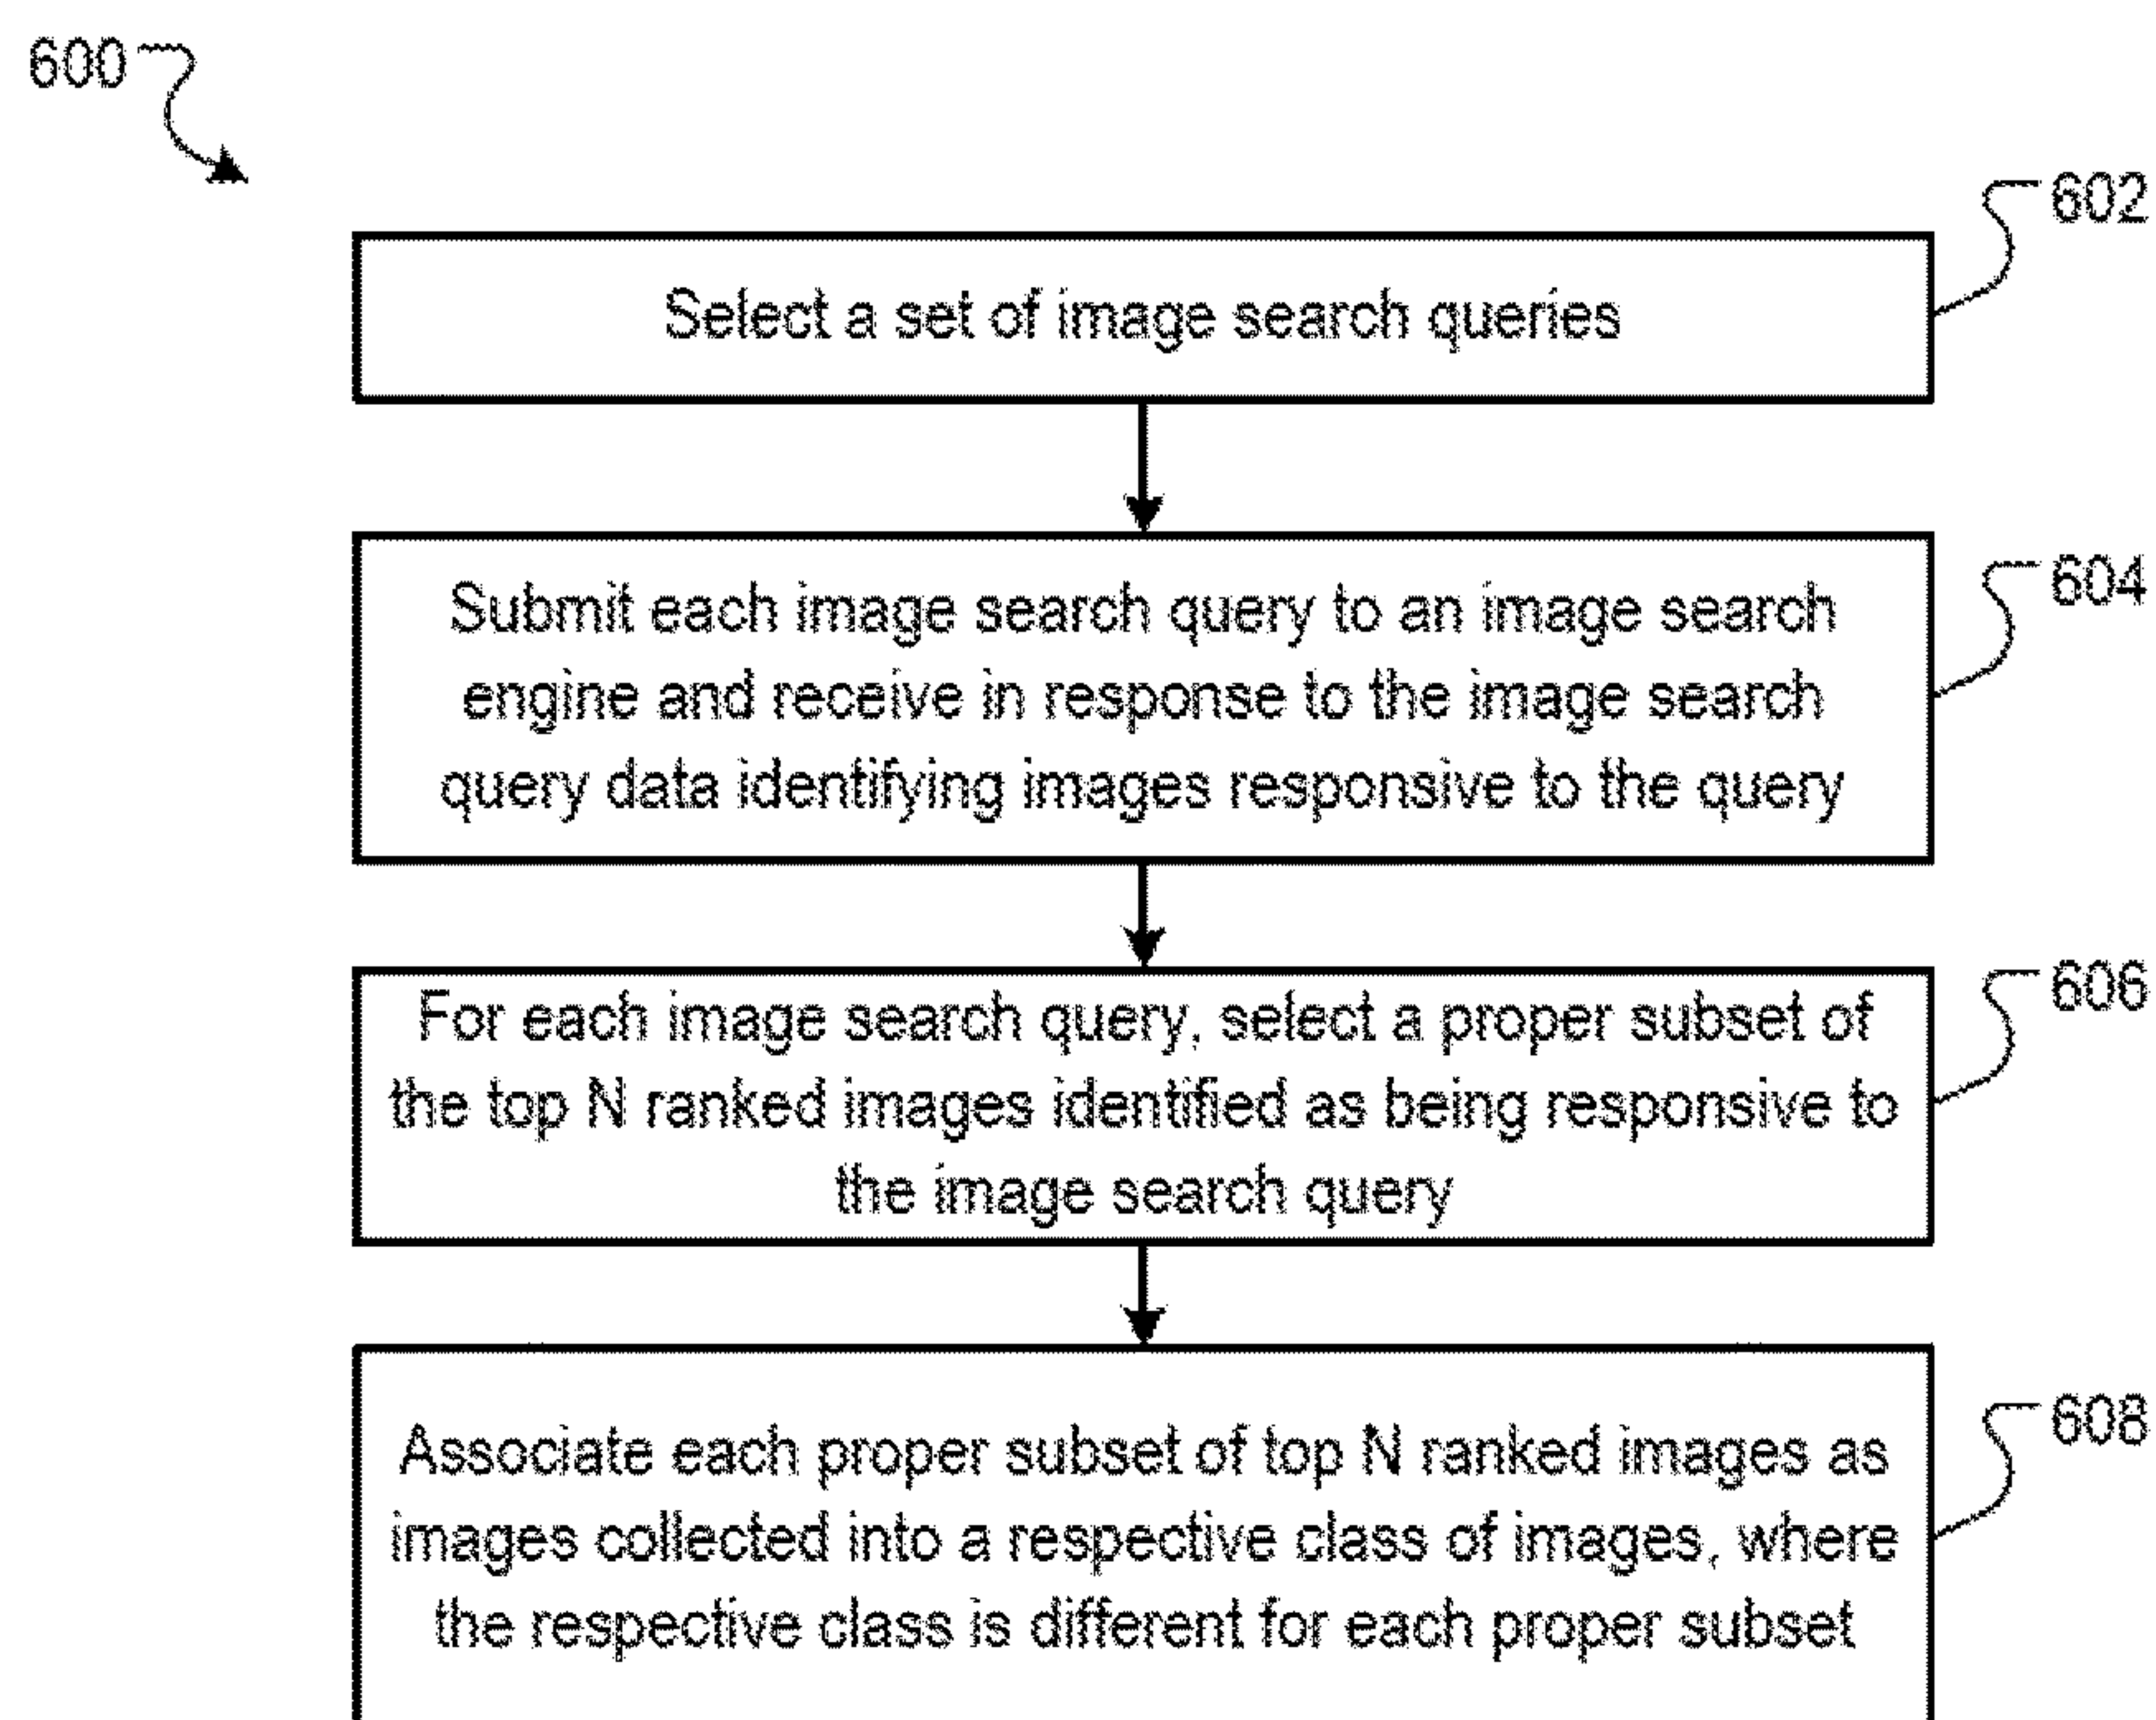 600
602
Select a set of image search queries
604
Submit each image search query to an image search
engine and receive in response to the image search
query data identifying images responsive to the query
606
For each image search query, select a proper subset of
the top N ranked images identified as being responsive to
the image search query
608
Associate each proper subset of top N ranked images as
images collected into a respective class of images, where
the respective class is different for each proper subset